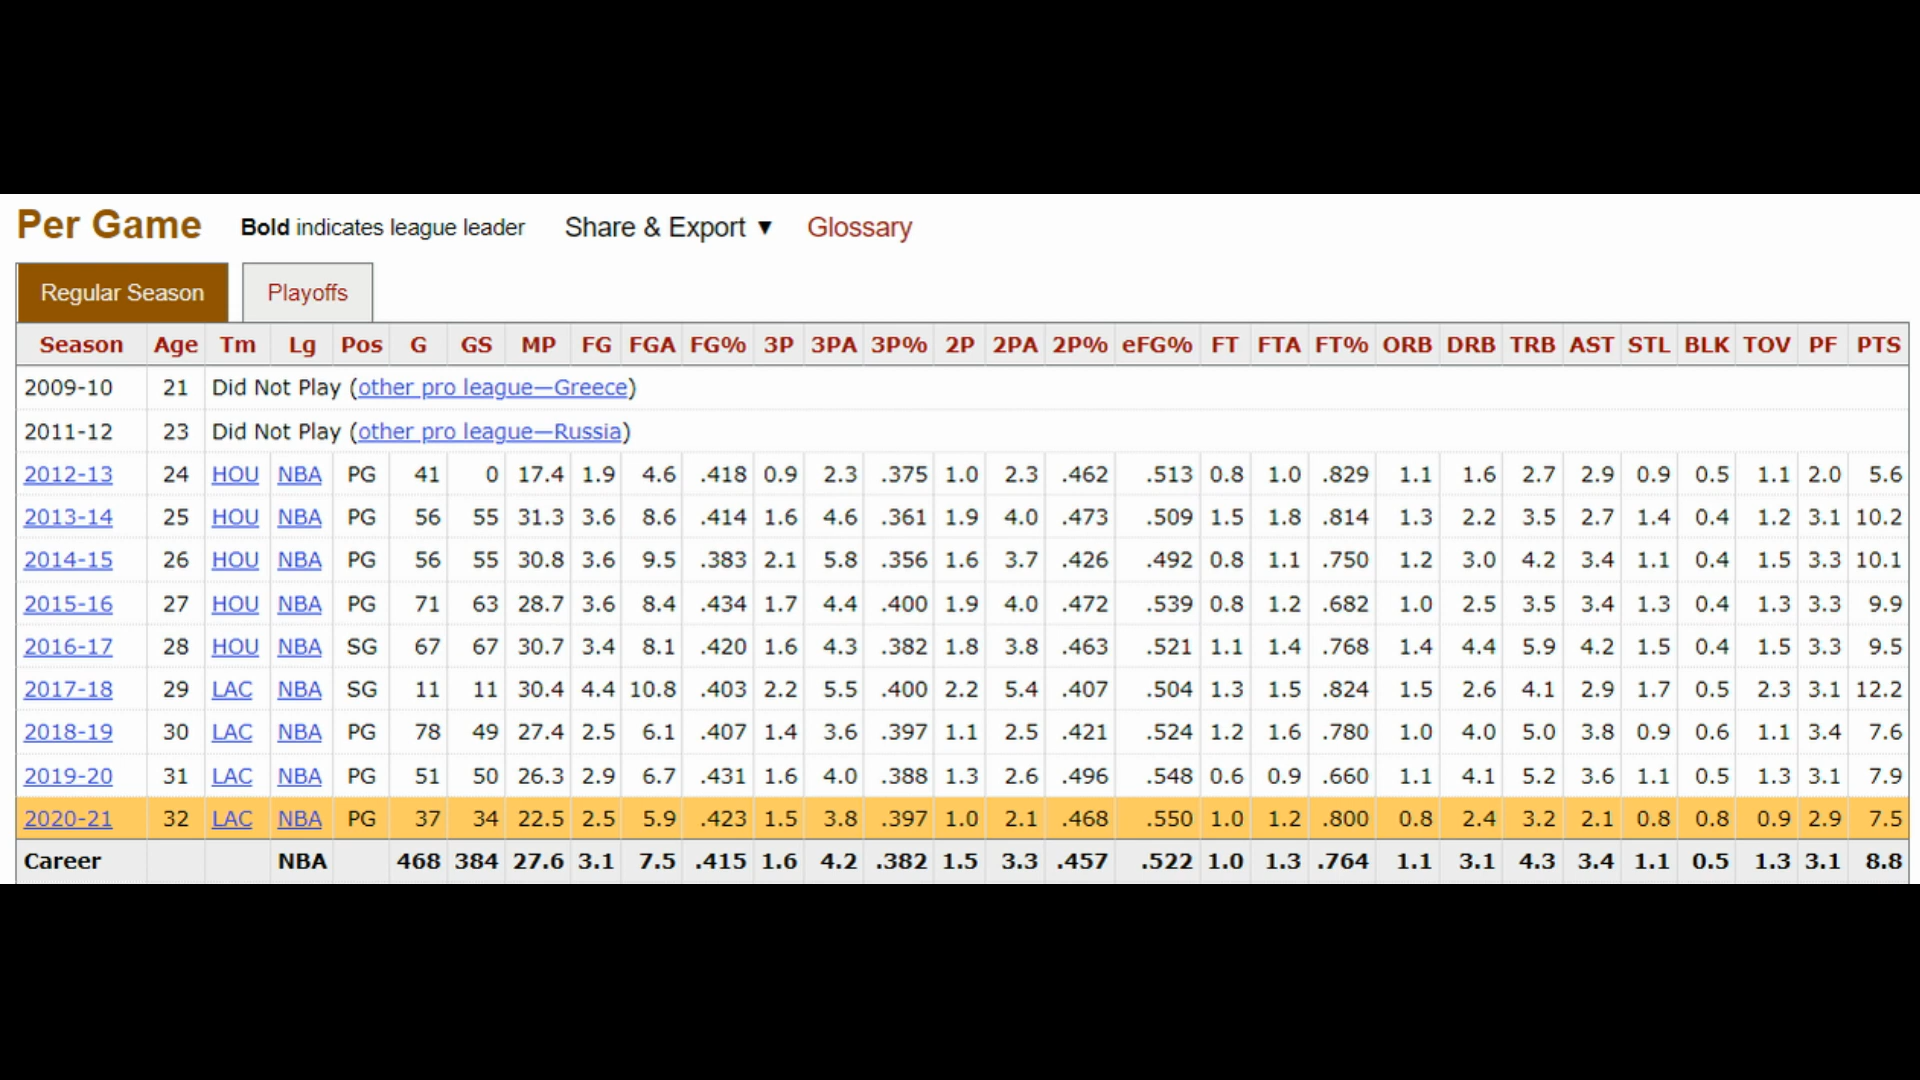 Per Game Bold indicates league leader Share & Export ▼ Glossary
Regular Season Playoffs
Season Age Tm Lg Pos G GS MP FG FGA FG% 3P 3PA 3P% 2P 2PA 2P% eFG% FT FTA FT% ORB DRB TRB AST STL BLK TOV PF PTS
2009-10 21 Did Not Play (other pro league—Greece)
2011-12 23 Did Not Play (other pro league—Russia)
2012-13 24 HOU NBA PG 41 0 17.4 1.9 4.6 .418 0.9 2.3 .375 1.0 2.3 .462 .513 0.8 1.0 .829 1.1 1.6 2.7 2.9 0.9 0.5 1.1 2.0 5.6
2013-14 25 HOU NBA PG 56 55 31.3 3.6 8.6 .414 1.6 4.6 .361 1.9 4.0 .473 .509 1.5 1.8 .814 1.3 2.2 3.5 2.7 1.4 0.4 1.2 3.1 10.2
2014-15 26 HOU NBA PG 56 55 30.8 3.6 9.5 .383 2.1 5.8 .356 1.6 3.7 .426 .492 0.8 1.1 .750 1.2 3.0 4.2 3.4 1.1 0.4 1.5 3.3 10.1
2015-16 27 HOU NBA PG 71 63 28.7 3.6 8.4 .434 1.7 4.4 .400 1.9 4.0 .472 .539 0.8 1.2 .682 1.0 2.5 3.5 3.4 1.3 0.4 1.3 3.3 9.9
2016-17 28 HOU NBA SG 67 67 30.7 3.4 8.1 .420 1.6 4.3 .382 1.8 3.8 .463 .521 1.1 1.4 .768 1.4 4.4 5.9 4.2 1.5 0.4 1.5 3.3 9.5
2017-18 29 LAC NBA SG 11 11 30.4 4.4 10.8 .403 2.2 5.5 .400 2.2 5.4 .407 .504 1.3 1.5 .824 1.5 2.6 4.1 2.9 1.7 0.5 2.3 3.1 12.2
2018-19 30 LAC NBA PG 78 49 27.4 2.5 6.1 .407 1.4 3.6 .397 1.1 2.5 .421 .524 1.2 1.6 .780 1.0 4.0 5.0 3.8 0.9 0.6 1.1 3.4 7.6
2019-20 31 LAC NBA PG 51 50 26.3 2.9 6.7 .431 1.6 4.0 .388 1.3 2.6 .496 .548 0.6 0.9 .660 1.1 4.1 5.2 3.6 1.1 0.5 1.3 3.1 7.9
2020-21 32 LAC NBA PG 37 34 22.5 2.5 5.9 .423 1.5 3.8 .397 1.0 2.1 .468 .550 1.0 1.2 .800 0.8 2.4 3.2 2.1 0.8 0.8 0.9 2.9 7.5
Career NBA 468 384 27.6 3.1 7.5 .415 1.6 4.2 .382 1.5 3.3 .457 .522 1.0 1.3 .764 1.1 3.1 4.3 3.4 1.1 0.5 1.3 3.1 8.8